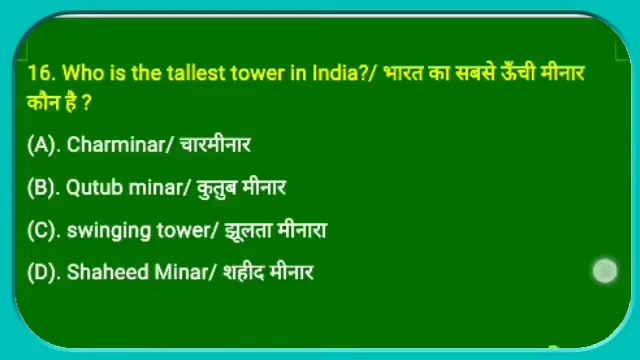 16. Who is the tallest tower in India?/ भारत का सबसे ऊँची मीनार
कौन है ?
(A). Charminar/ चारमीनार
(B). Qutub minar/ कुतुब मीनार
(C). swinging tower/ झूलता मीनारा
(D). Shaheed Minar/ शहीद मीनार